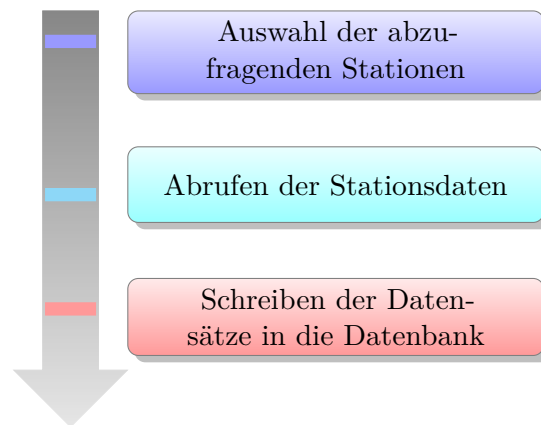 Auswahl der abzu-
fragenden Stationen
Abrufen der Stationsdaten
Schreiben der Daten-
sätze in die Datenbank